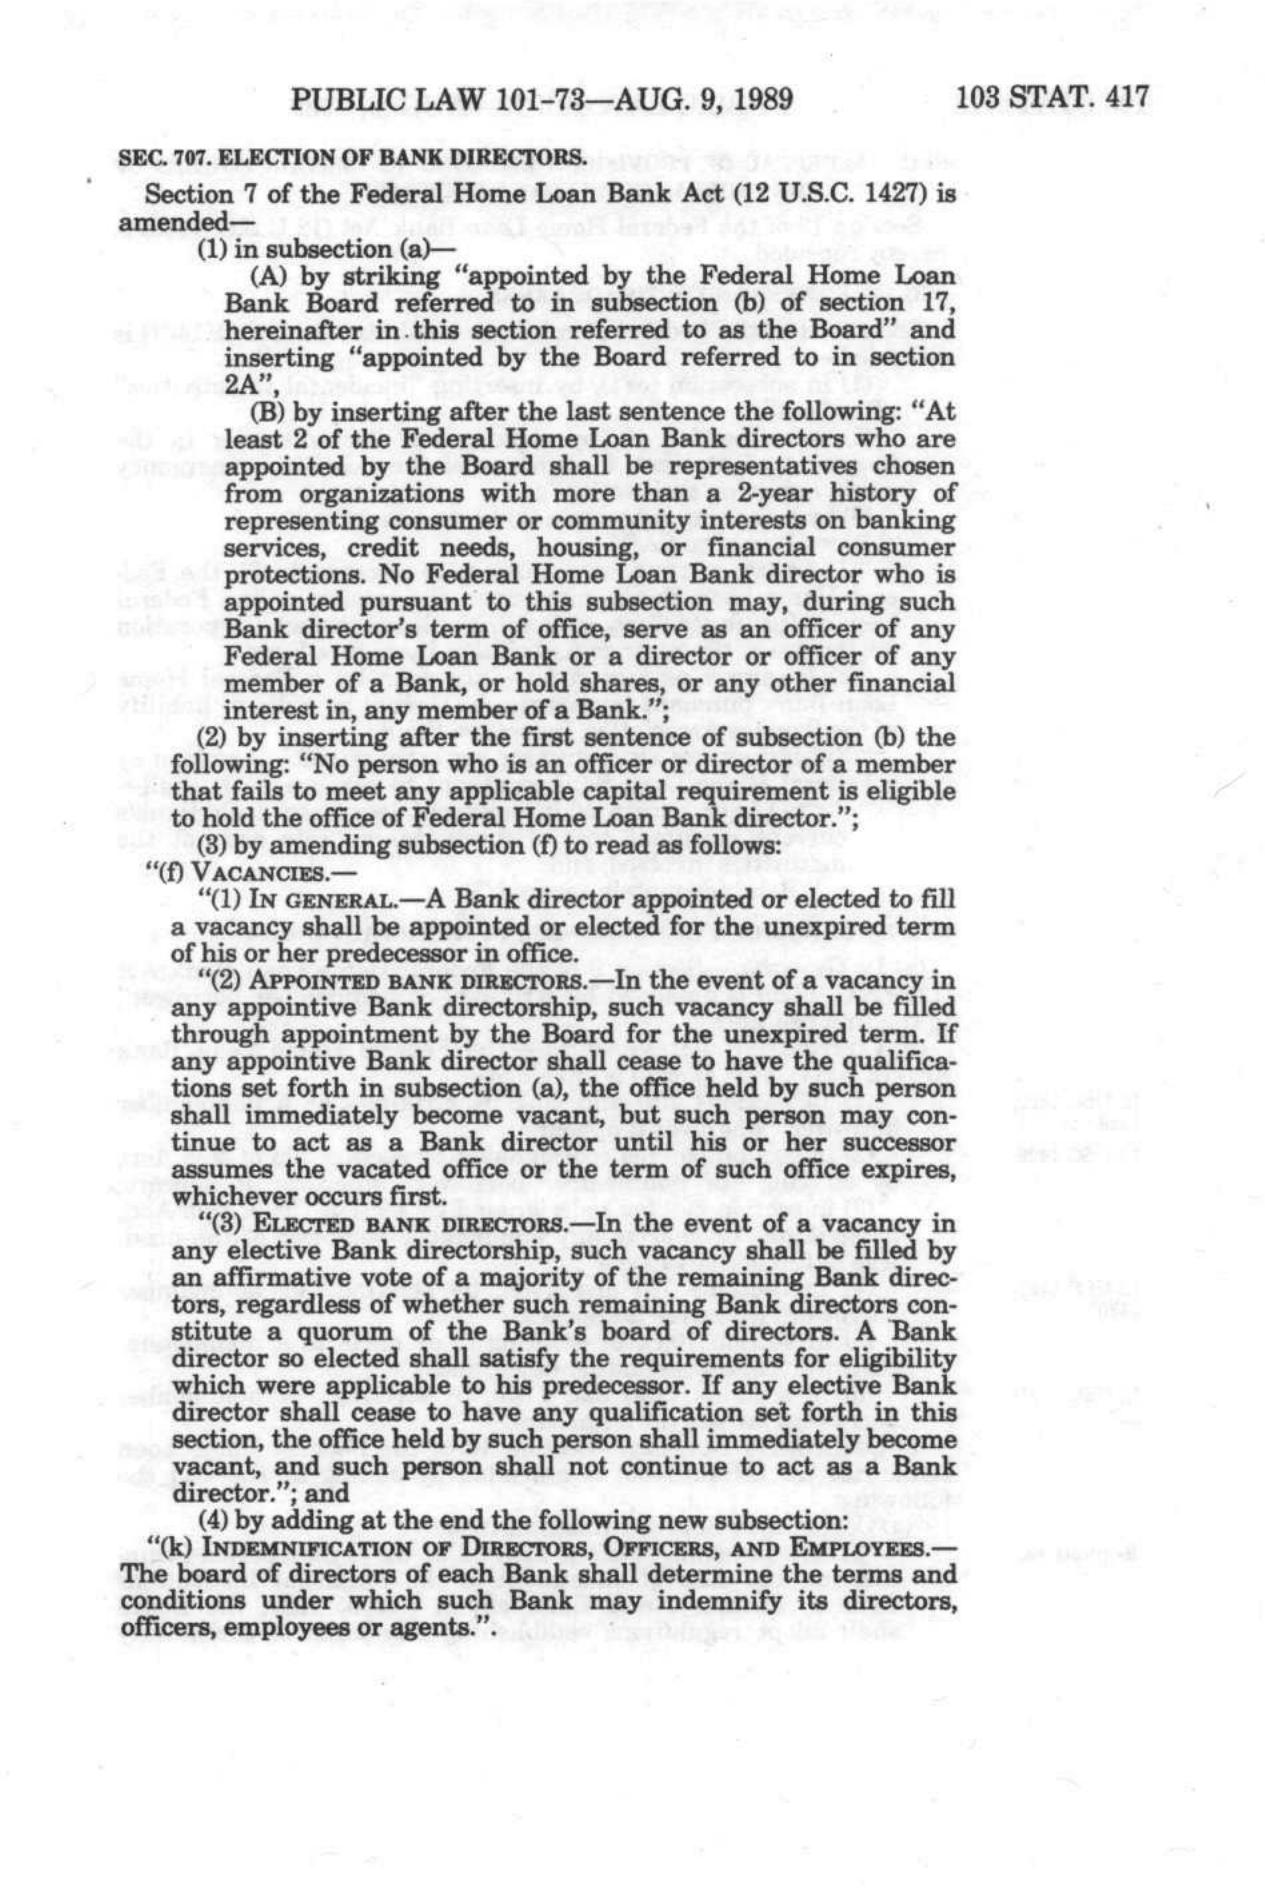 PUBLIC LAW 101–73—AUG. 9, 1989 103 STAT. 417
SEC. 707. ELECTION OF BANK DIRECTORS.
Section 7 of the Federal Home Loan Bank Act (12 U.S.C. 1427) is
amended—
(1) in subsection (a)—
(A) by striking “appointed by the Federal Home Loan
Bank Board referred to in subsection (b) of section 17,
hereinafter in this section referred to as the Board” and
inserting “appointed by the Board referred to in section
2A”,
(B) by inserting after the last sentence the following: “At
least 2 of the Federal Home Loan Bank directors who are
appointed by the Board shall be representatives chosen
from organizations with more than a 2-year history of
representing consumer or community interests on banking
services, credit needs, housing, or financial consumer
protections. No Federal Home Loan Bank director who is
appointed pursuant to this subsection may, during such
Bank director’s term of office, serve as an officer of any
Federal Home Loan Bank or a director or officer of any
member of a Bank, or hold shares, or any other financial
interest in, any member of a Bank.”;
(2) by inserting after the first sentence of subsection (b) the
following: “No person who is an officer or director of a member
that fails to meet any applicable capital requirement is eligible
to hold the office of Federal Home Loan Bank director.”;
(3) by amending subsection (f) to read as follows:
“(f) VACANCIES.—
“(1) IN GENERAL.—A Bank director appointed or elected to fill
a vacancy shall be appointed or elected for the unexpired term
of his or her predecessor in office.
“(2) APPOINTED BANK DIRECTORS.—In the event of a vacancy in
any appointive Bank directorship, such vacancy shall be filled
through appointment by the Board for the unexpired term. If
any appointive Bank director shall cease to have the qualifica-
tions set forth in subsection (a), the office held by such person
shall immediately become vacant, but such person may con-
tinue to act as a Bank director until his or her successor
assumes the vacated office or the term of such office expires,
whichever occurs first.
“(3) ELECTED BANK DIRECTORS.—In the event of a vacancy in
any elective Bank directorship, such vacancy shall be filled by
an affirmative vote of a majority of the remaining Bank direc-
tors, regardless of whether such remaining Bank directors con-
stitute a quorum of the Bank’s board of directors. A Bank
director so elected shall satisfy the requirements for eligibility
which were applicable to his predecessor. If any elective Bank
director shall cease to have any qualification set forth in this
section, the office held by such person shall immediately become
vacant, and such person shall not continue to act as a Bank
director.”; and
(4) by adding at the end the following new subsection:
“(k) INDEMNIFICATION OF DIRECTORS, OFFICERS, AND EMPLOYEES.—
The board of directors of each Bank shall determine the terms and
conditions under which such Bank may indemnify its directors,
officers, employees or agents.”.